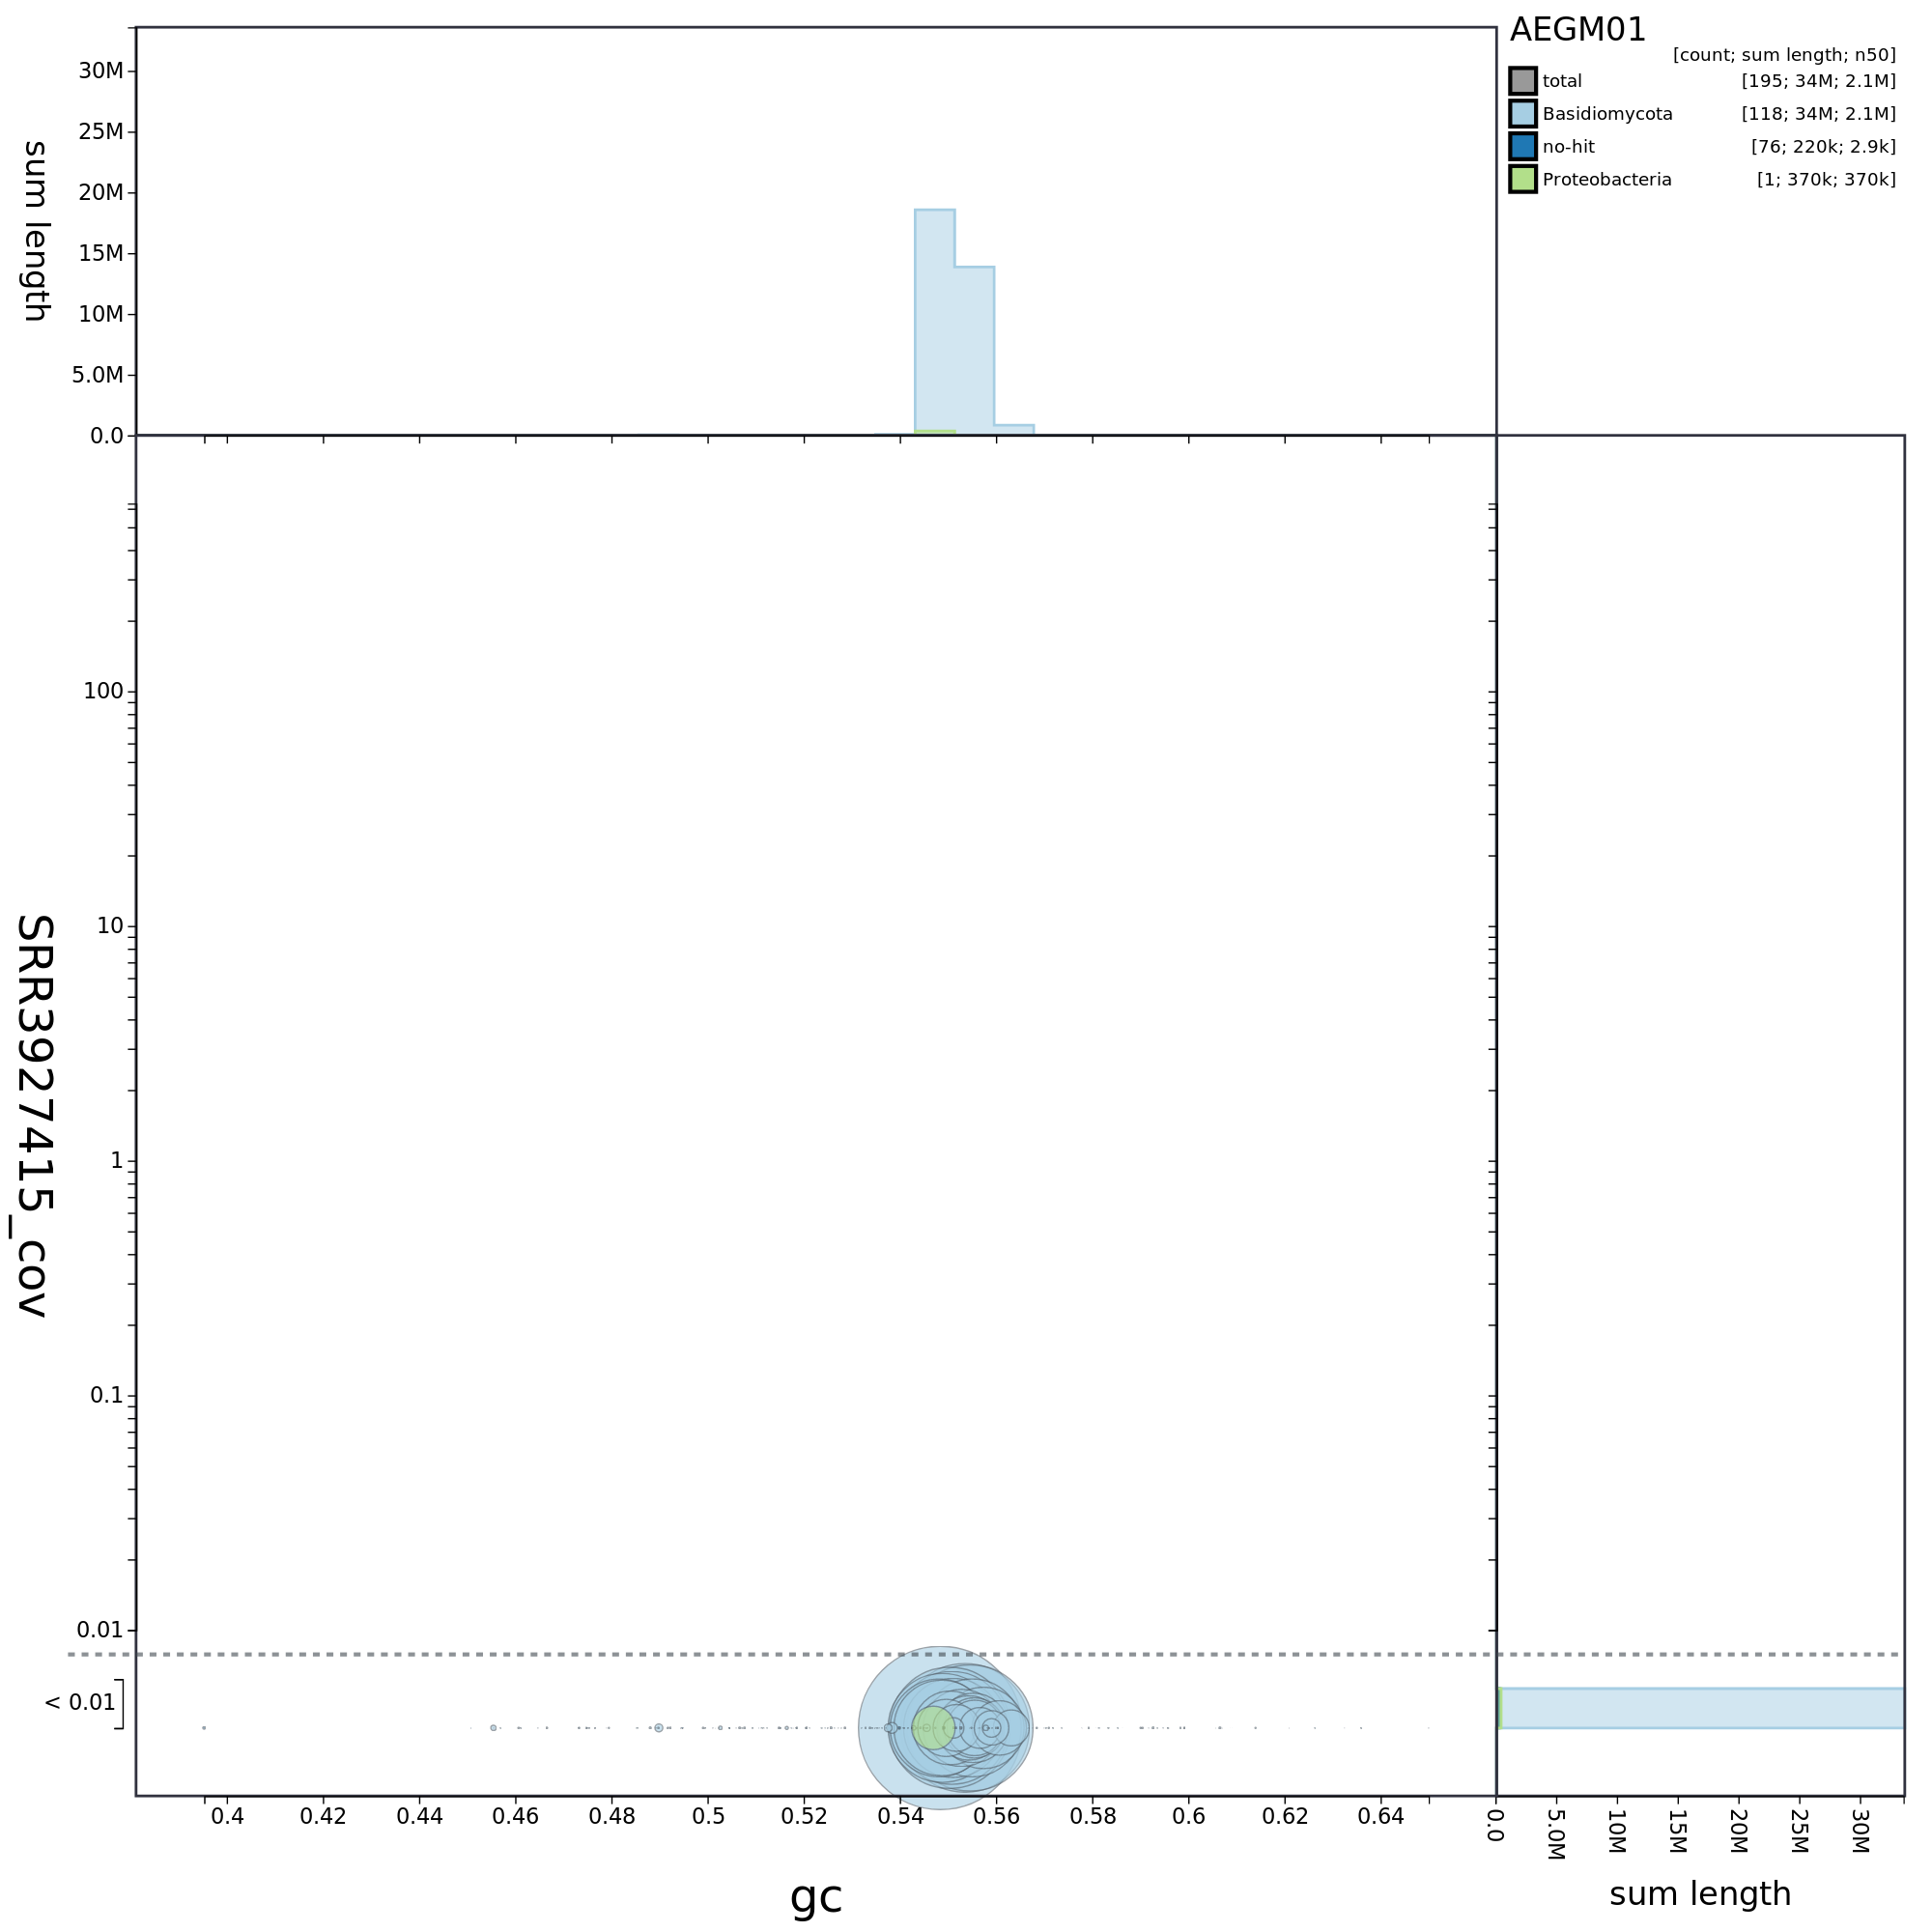 AEGM01
[count; sum length; n50]
total [195; 34M; 2.1M]
Basidiomycota [118; 34M; 2.1M]
no-hit [76; 220k; 2.9k]
Proteobacteria [1; 370k; 370k]
sum length
30M
25M
20M
15M
10M
5.0M
0.0
SRR3927415_cov
100
10
1
0.1
0.01
< 0.01
0.4 0.42 0.44 0.46 0.48 0.5 0.52 0.54 0.56 0.58 0.6 0.62 0.64
gc
0.0 5.0M 10M 15M 20M 25M 30M
sum length